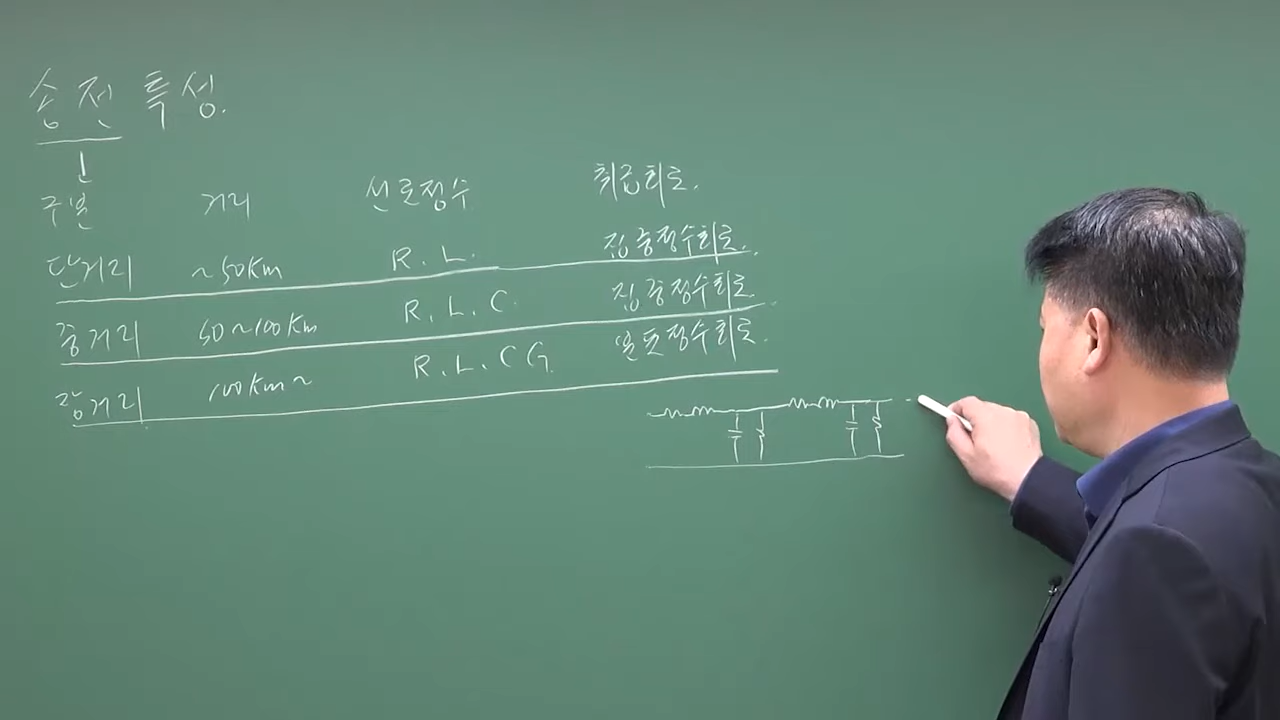 송전 특성.
구별 거리 선로정수 취급회로.
단거리 ~50Km R. L. 집중정수회로.
중거리 50~100Km R. L. C. 집중정수회로.
장거리 100Km~ R. L. C G. 분포정수회로.